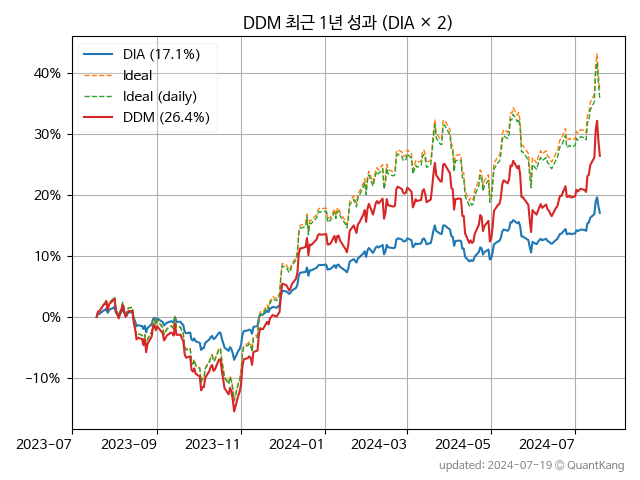 DDM 최근 1년 성과 (DIA × 2)
DIA (17.1%)
Ideal
Ideal (daily)
DDM (26.4%)
40%
30%
20%
10%
0%
−10%
2023-07 2023-09 2023-11 2024-01 2024-03 2024-05 2024-07
updated: 2024-07-19 © QuantKang